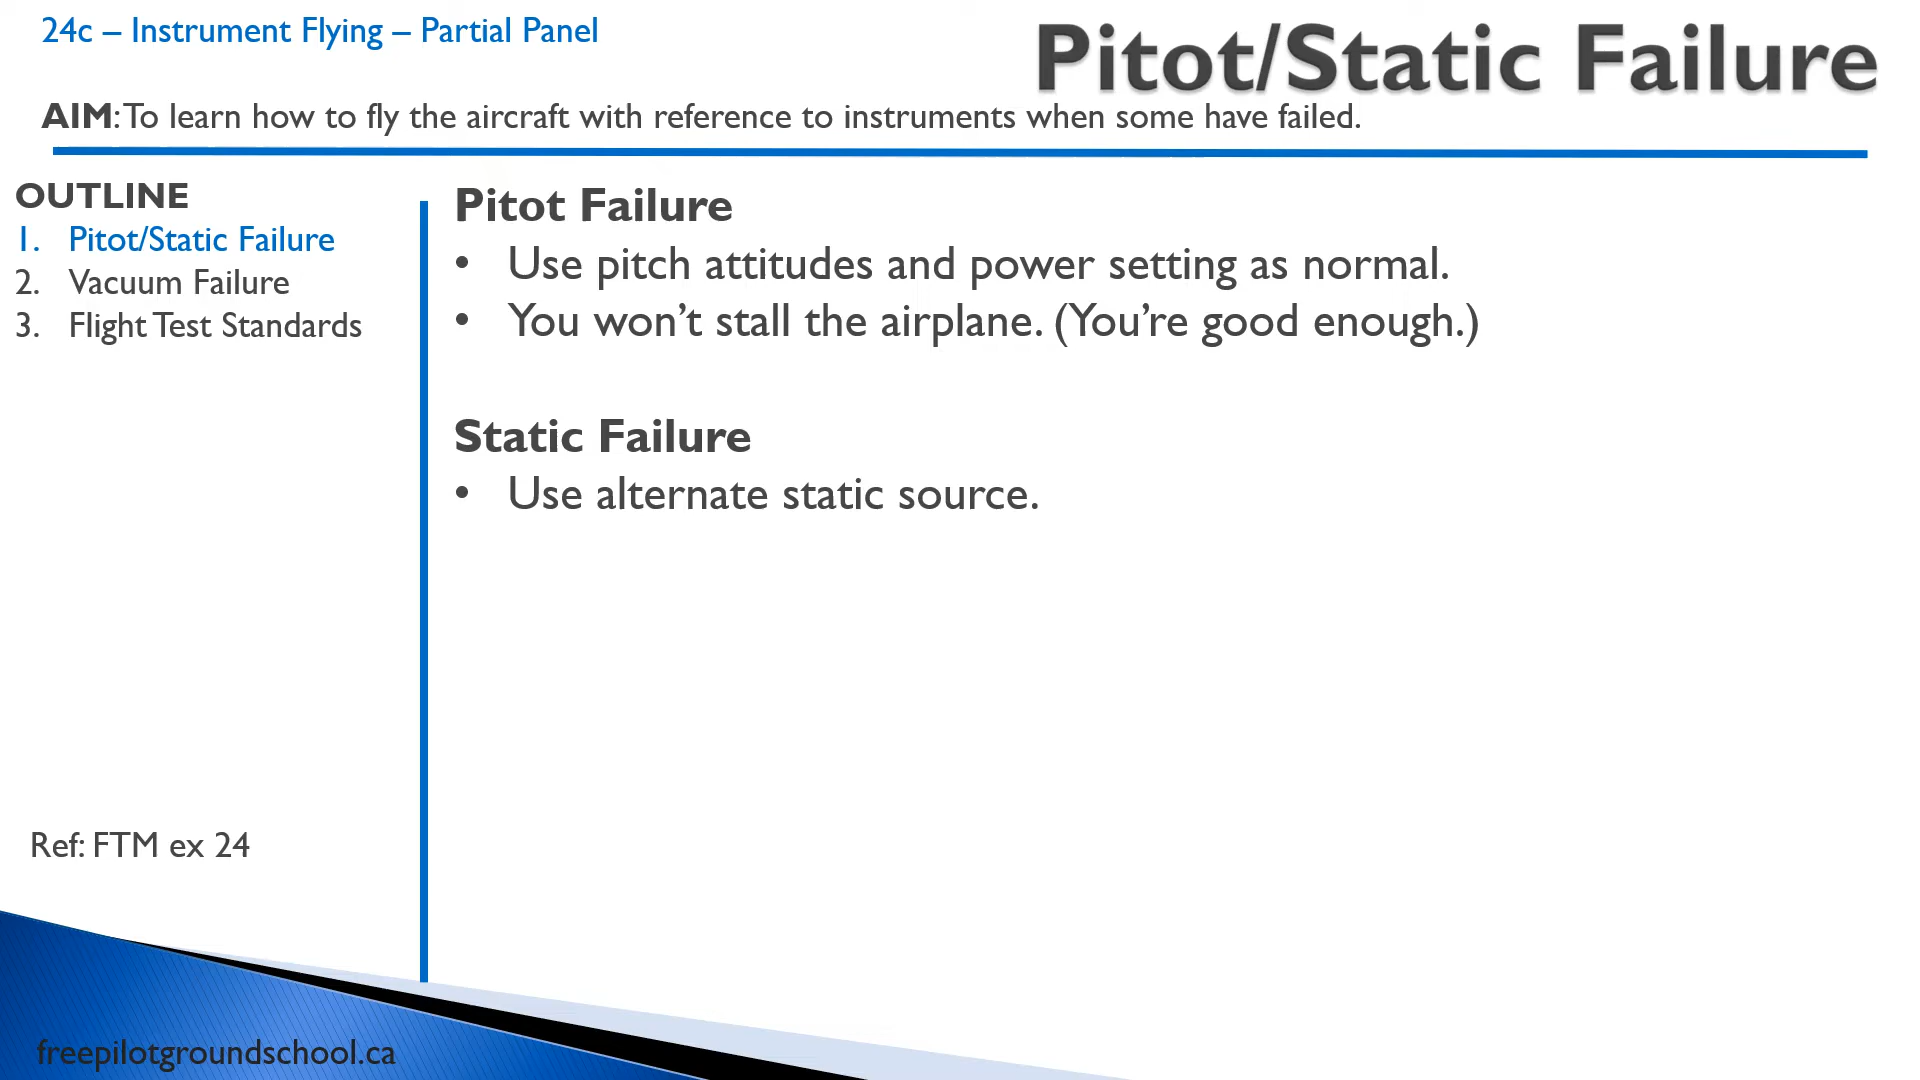 24c – Instrument Flying – Partial Panel
Pitot/Static Failure
AIM: To learn how to fly the aircraft with reference to instruments when some have failed.
OUTLINE
1. Pitot/Static Failure
2. Vacuum Failure
3. Flight Test Standards
Pitot Failure
• Use pitch attitudes and power setting as normal.
• You won’t stall the airplane. (You’re good enough.)
Static Failure
• Use alternate static source.
Ref: FTM ex 24
freepilotgroundschool.ca